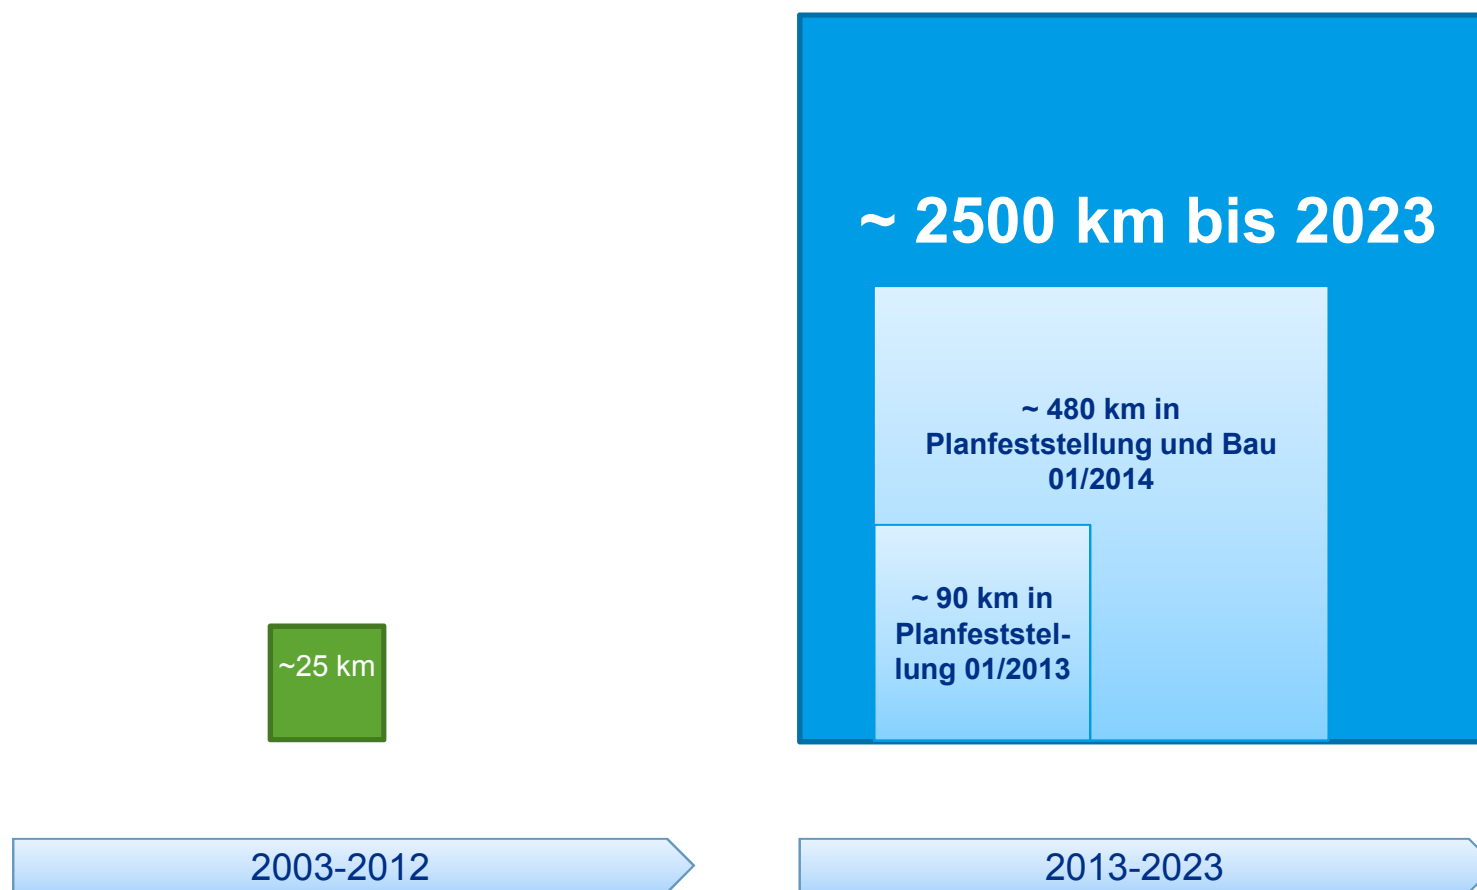 ~ 2500 km bis 2023
~ 480 km in
Planfeststellung und Bau
01/2014
~ 90 km in
Planfeststel-
lung 01/2013
~25 km
2003-2012
2013-2023